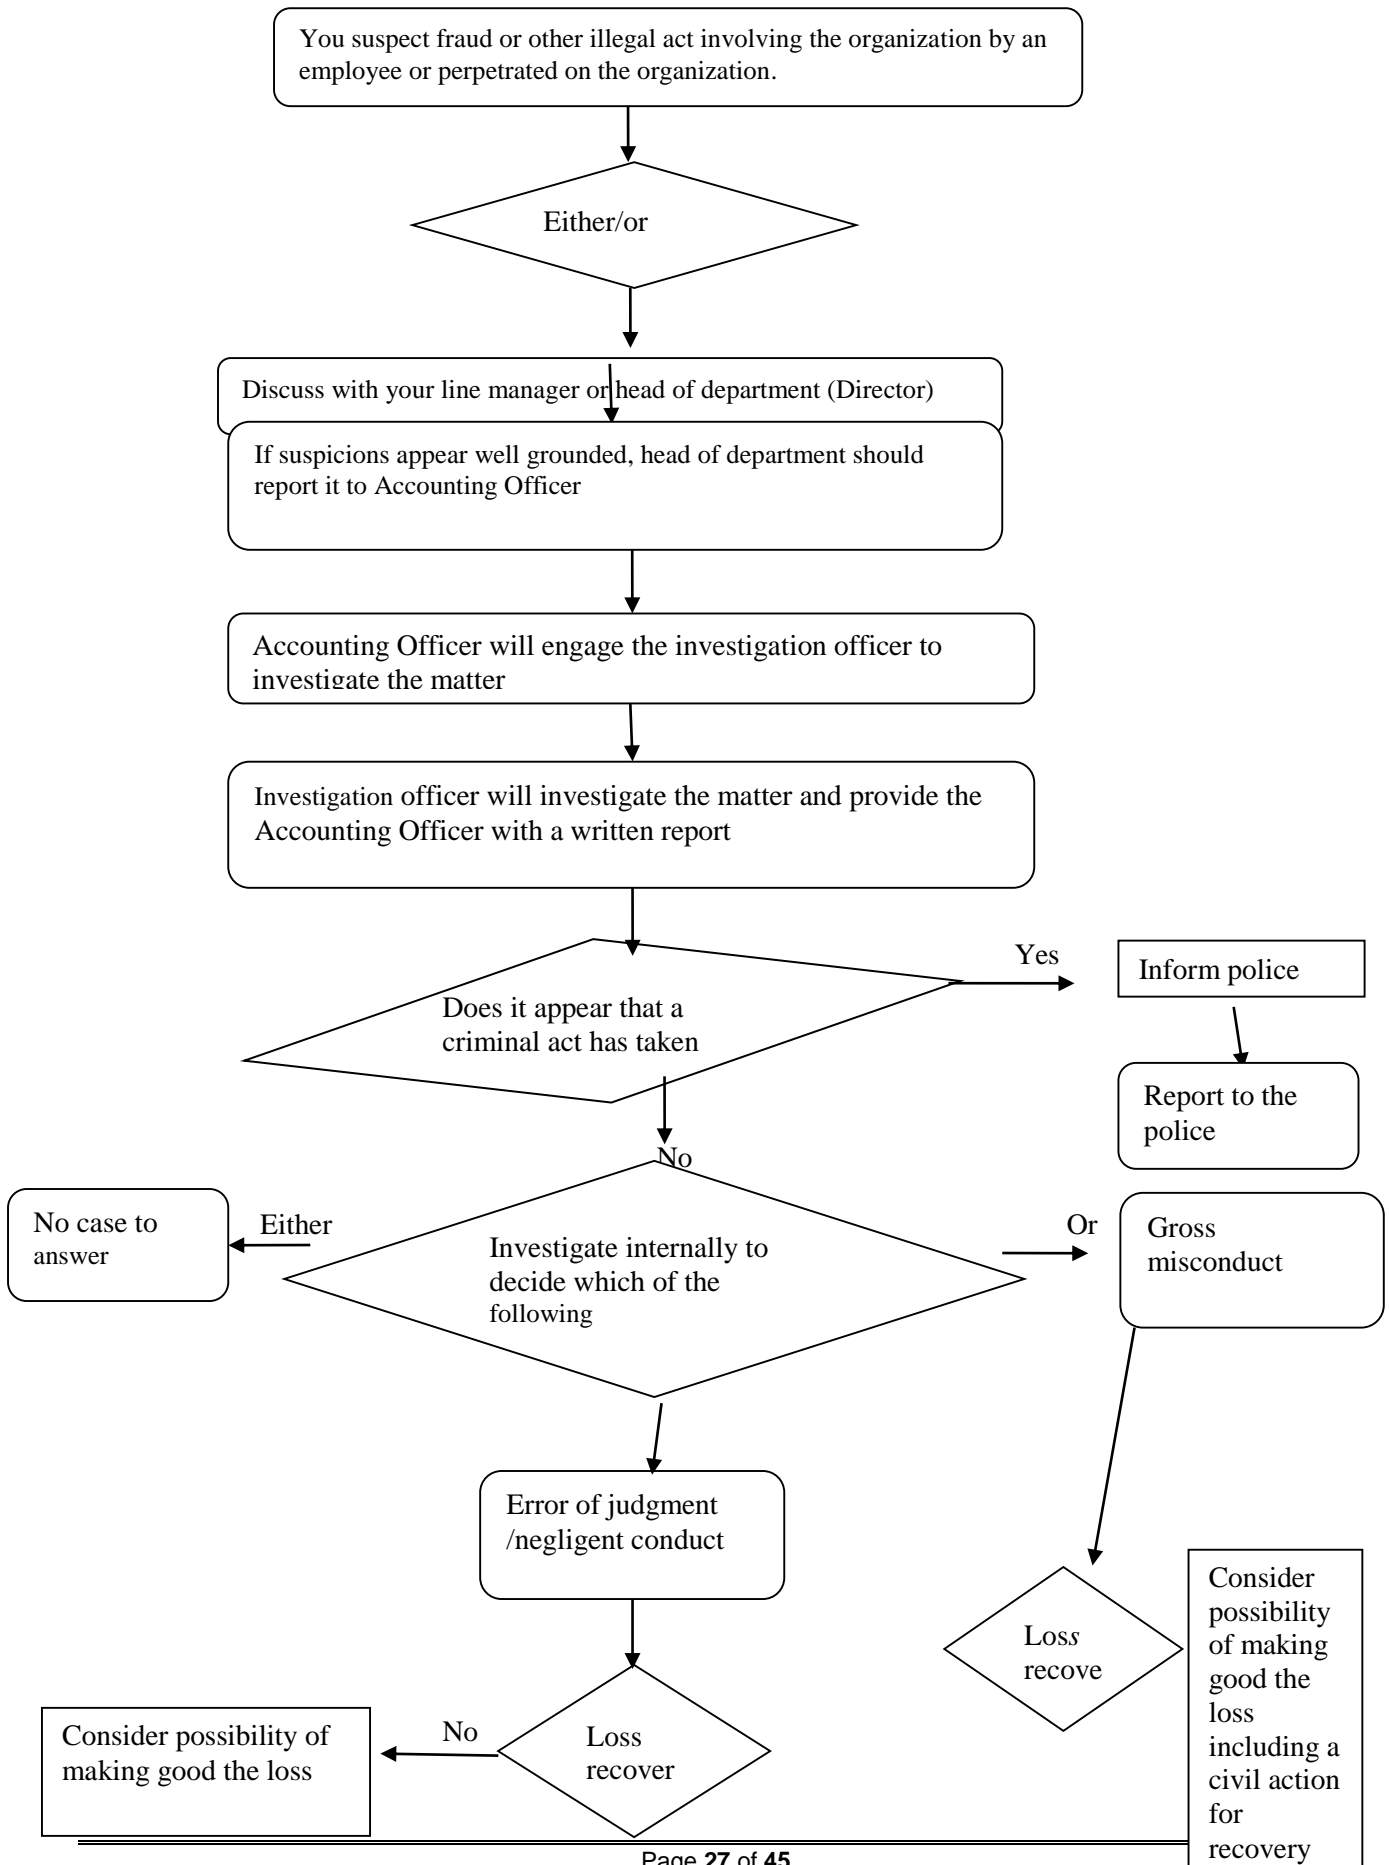 You suspect fraud or other illegal act involving the organization by an
employee or perpetrated on the organization.
Either/or
Discuss with your line manager or head of department (Director)
If suspicions appear well grounded, head of department should
report it to Accounting Officer
Accounting Officer will engage the investigation officer to
investigate the matter
Investigation officer will investigate the matter and provide the
Accounting Officer with a written report
Does it appear that a
criminal act has taken
Yes
Inform police
Report to the
police
No
Investigate internally to
decide which of the
following
Either
No case to
answer
Or
Gross
misconduct
Error of judgment
/negligent conduct
Loss
recove
Consider
possibility
of making
good the
loss
including a
civil action
for
recovery
Loss
recover
No
Consider possibility of
making good the loss
Page 27 of 45